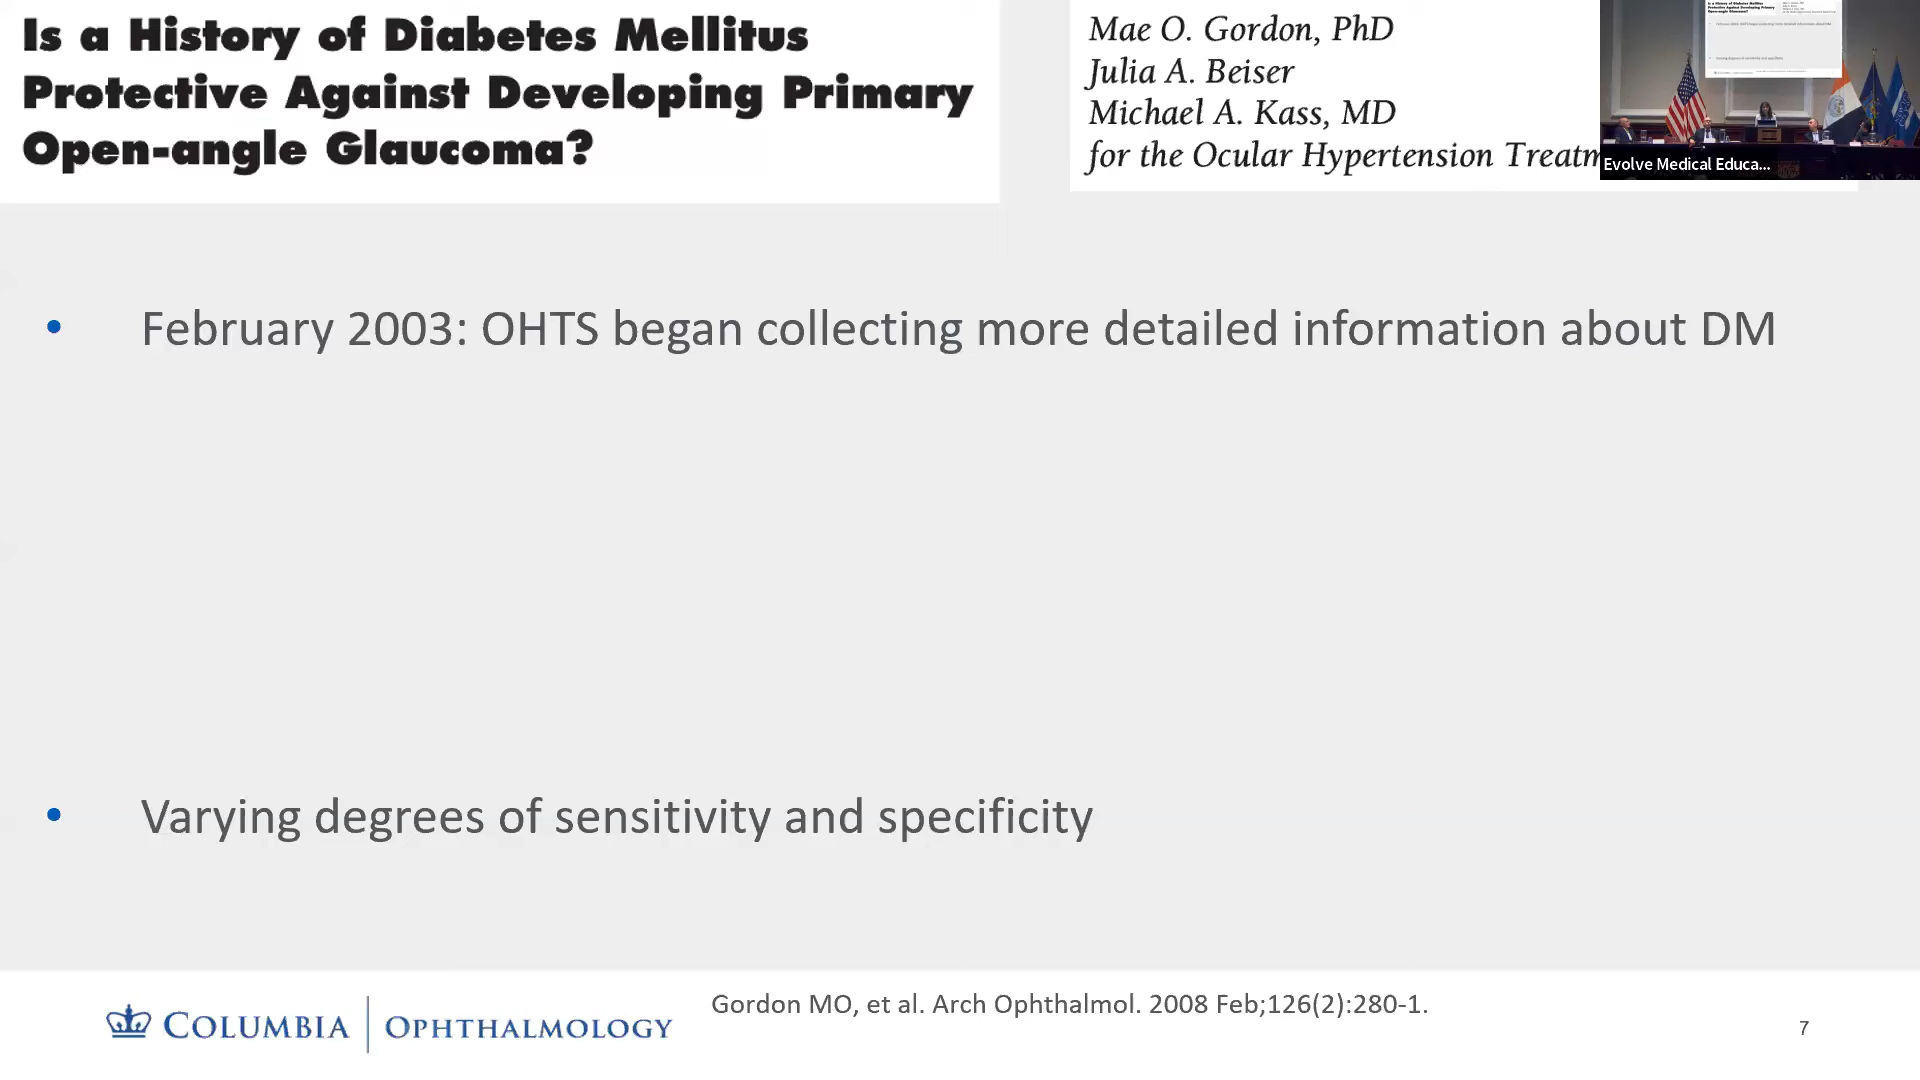 Is a History of Diabetes Mellitus
Protective Against Developing Primary
Open-angle Glaucoma?
Mae O. Gordon, PhD
Julia A. Beiser
Michael A. Kass, MD
for the Ocular Hypertension
Evolve Medical Educa...
• February 2003: OHTS began collecting more detailed information about DM
• Varying degrees of sensitivity and specificity
COLUMBIA | OPHTHALMOLOGY
Gordon MO, et al. Arch Ophthalmol. 2008 Feb;126(2):280-1.
7